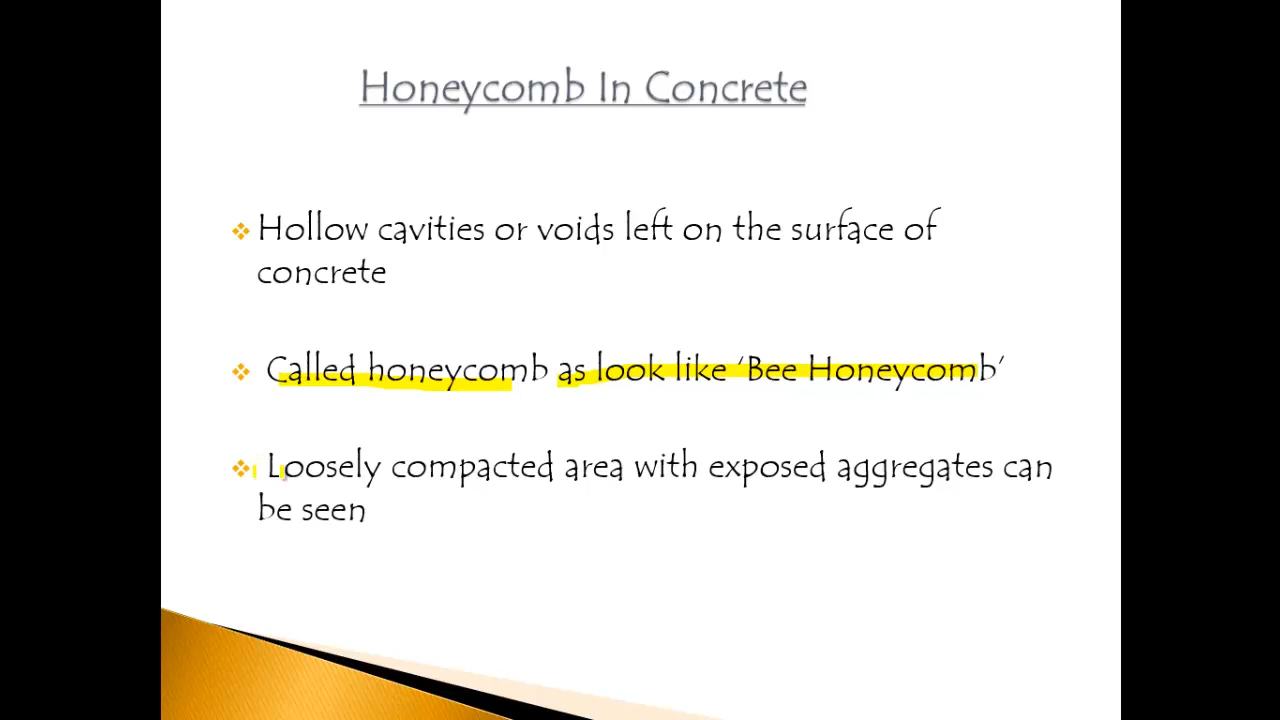 Honeycomb In Concrete
Hollow cavities or voids left on the surface of
concrete
Called honeycomb as look like ‘Bee Honeycomb’
Loosely compacted area with exposed aggregates can
be seen